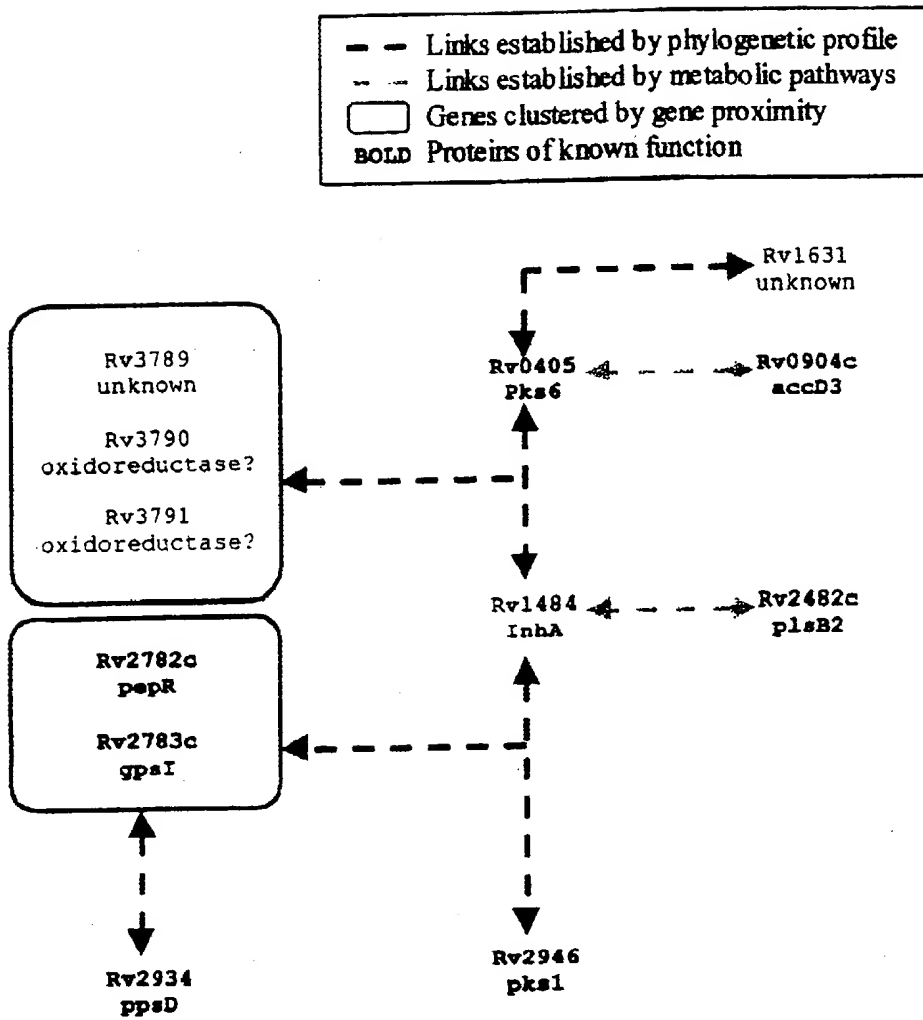 Links established by phylogenetic profile
Links established by metabolic pathways
Genes clustered by gene proximity
BOLD Proteins of known function
Rv1631
unknown
Rv3789
unknown
Rv3790
oxidoreductase?
Rv3791
oxidoreductase?
Rv0405
Pks6
Rv0904c
accD3
Rv1484
InhA
Rv2482c
plsB2
Rv2782c
pepR
Rv2783c
gpsI
Rv2934
ppsD
Rv2946
pks1